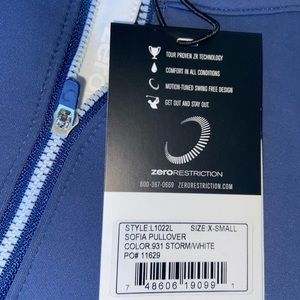 TOUR PROVEN ZR TECHNOLOGY
COMFORT IN ALL CONDITIONS
MOTION-TUNED SWING FREE DESIGN
GET OUT AND STAY OUT
zeroRESTRICTION
800-367-0669 ZERORESTRICTION.COM
STYLE:L1022L SIZE:X-SMALL
SOFIA PULLOVER
COLOR:931 STORM/WHITE
PO# 11629
7 48606 19099 1